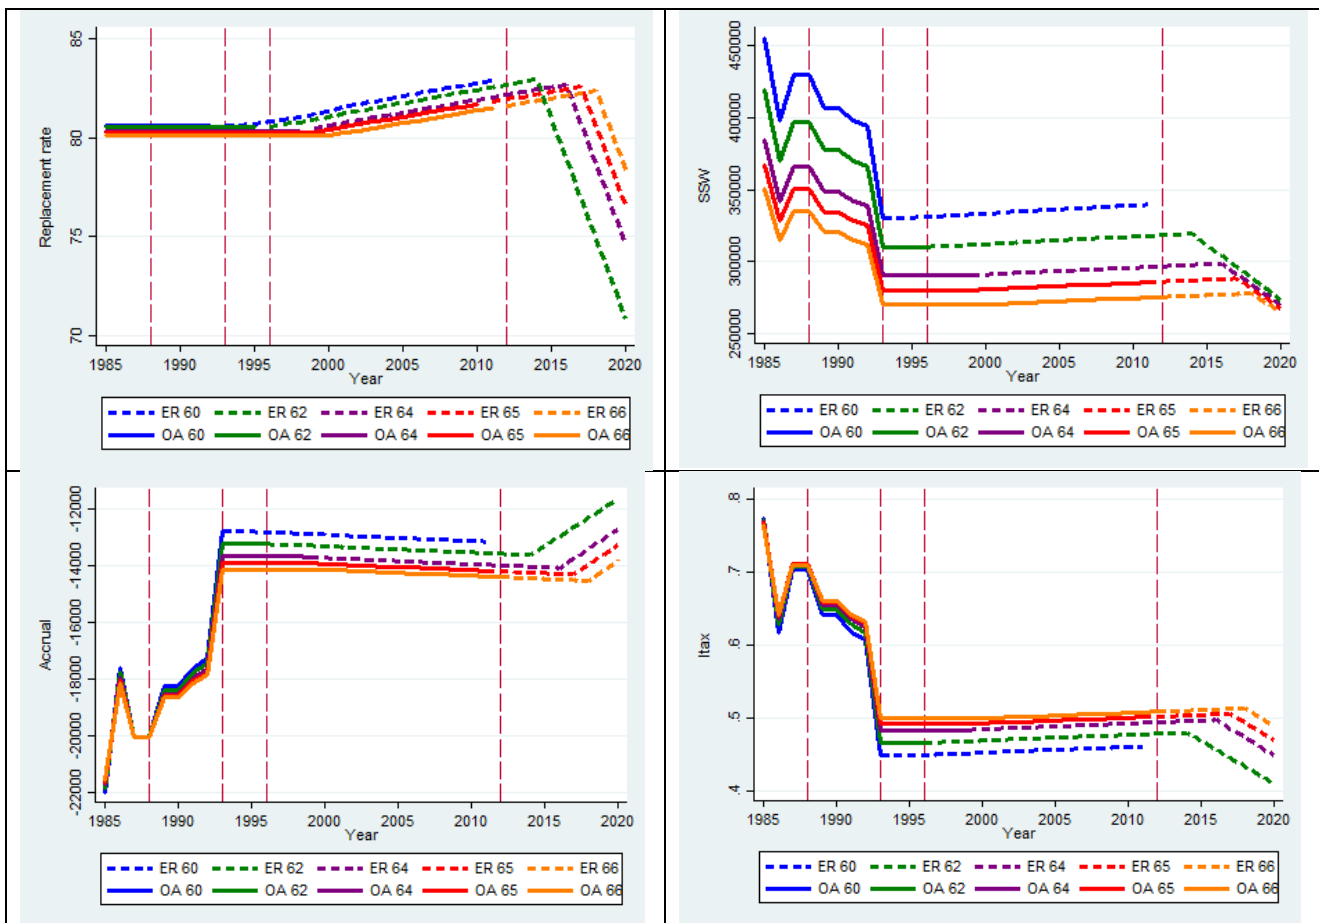 Replacement rate
85
80
75
70
1985 1990 1995 2000 2005 2010 2015 2020
Year
ER 60 ER 62 ER 64 ER 65 ER 66
OA 60 OA 62 OA 64 OA 65 OA 66
SSW
450000
400000
350000
300000
250000
1985 1990 1995 2000 2005 2010 2015 2020
Year
ER 60 ER 62 ER 64 ER 65 ER 66
OA 60 OA 62 OA 64 OA 65 OA 66
Accrual
-12000
-14000
-16000
-18000
-20000
-22000
1985 1990 1995 2000 2005 2010 2015 2020
Year
ER 60 ER 62 ER 64 ER 65 ER 66
OA 60 OA 62 OA 64 OA 65 OA 66
Itax
.8
.7
.6
.5
.4
1985 1990 1995 2000 2005 2010 2015 2020
Year
ER 60 ER 62 ER 64 ER 65 ER 66
OA 60 OA 62 OA 64 OA 65 OA 66